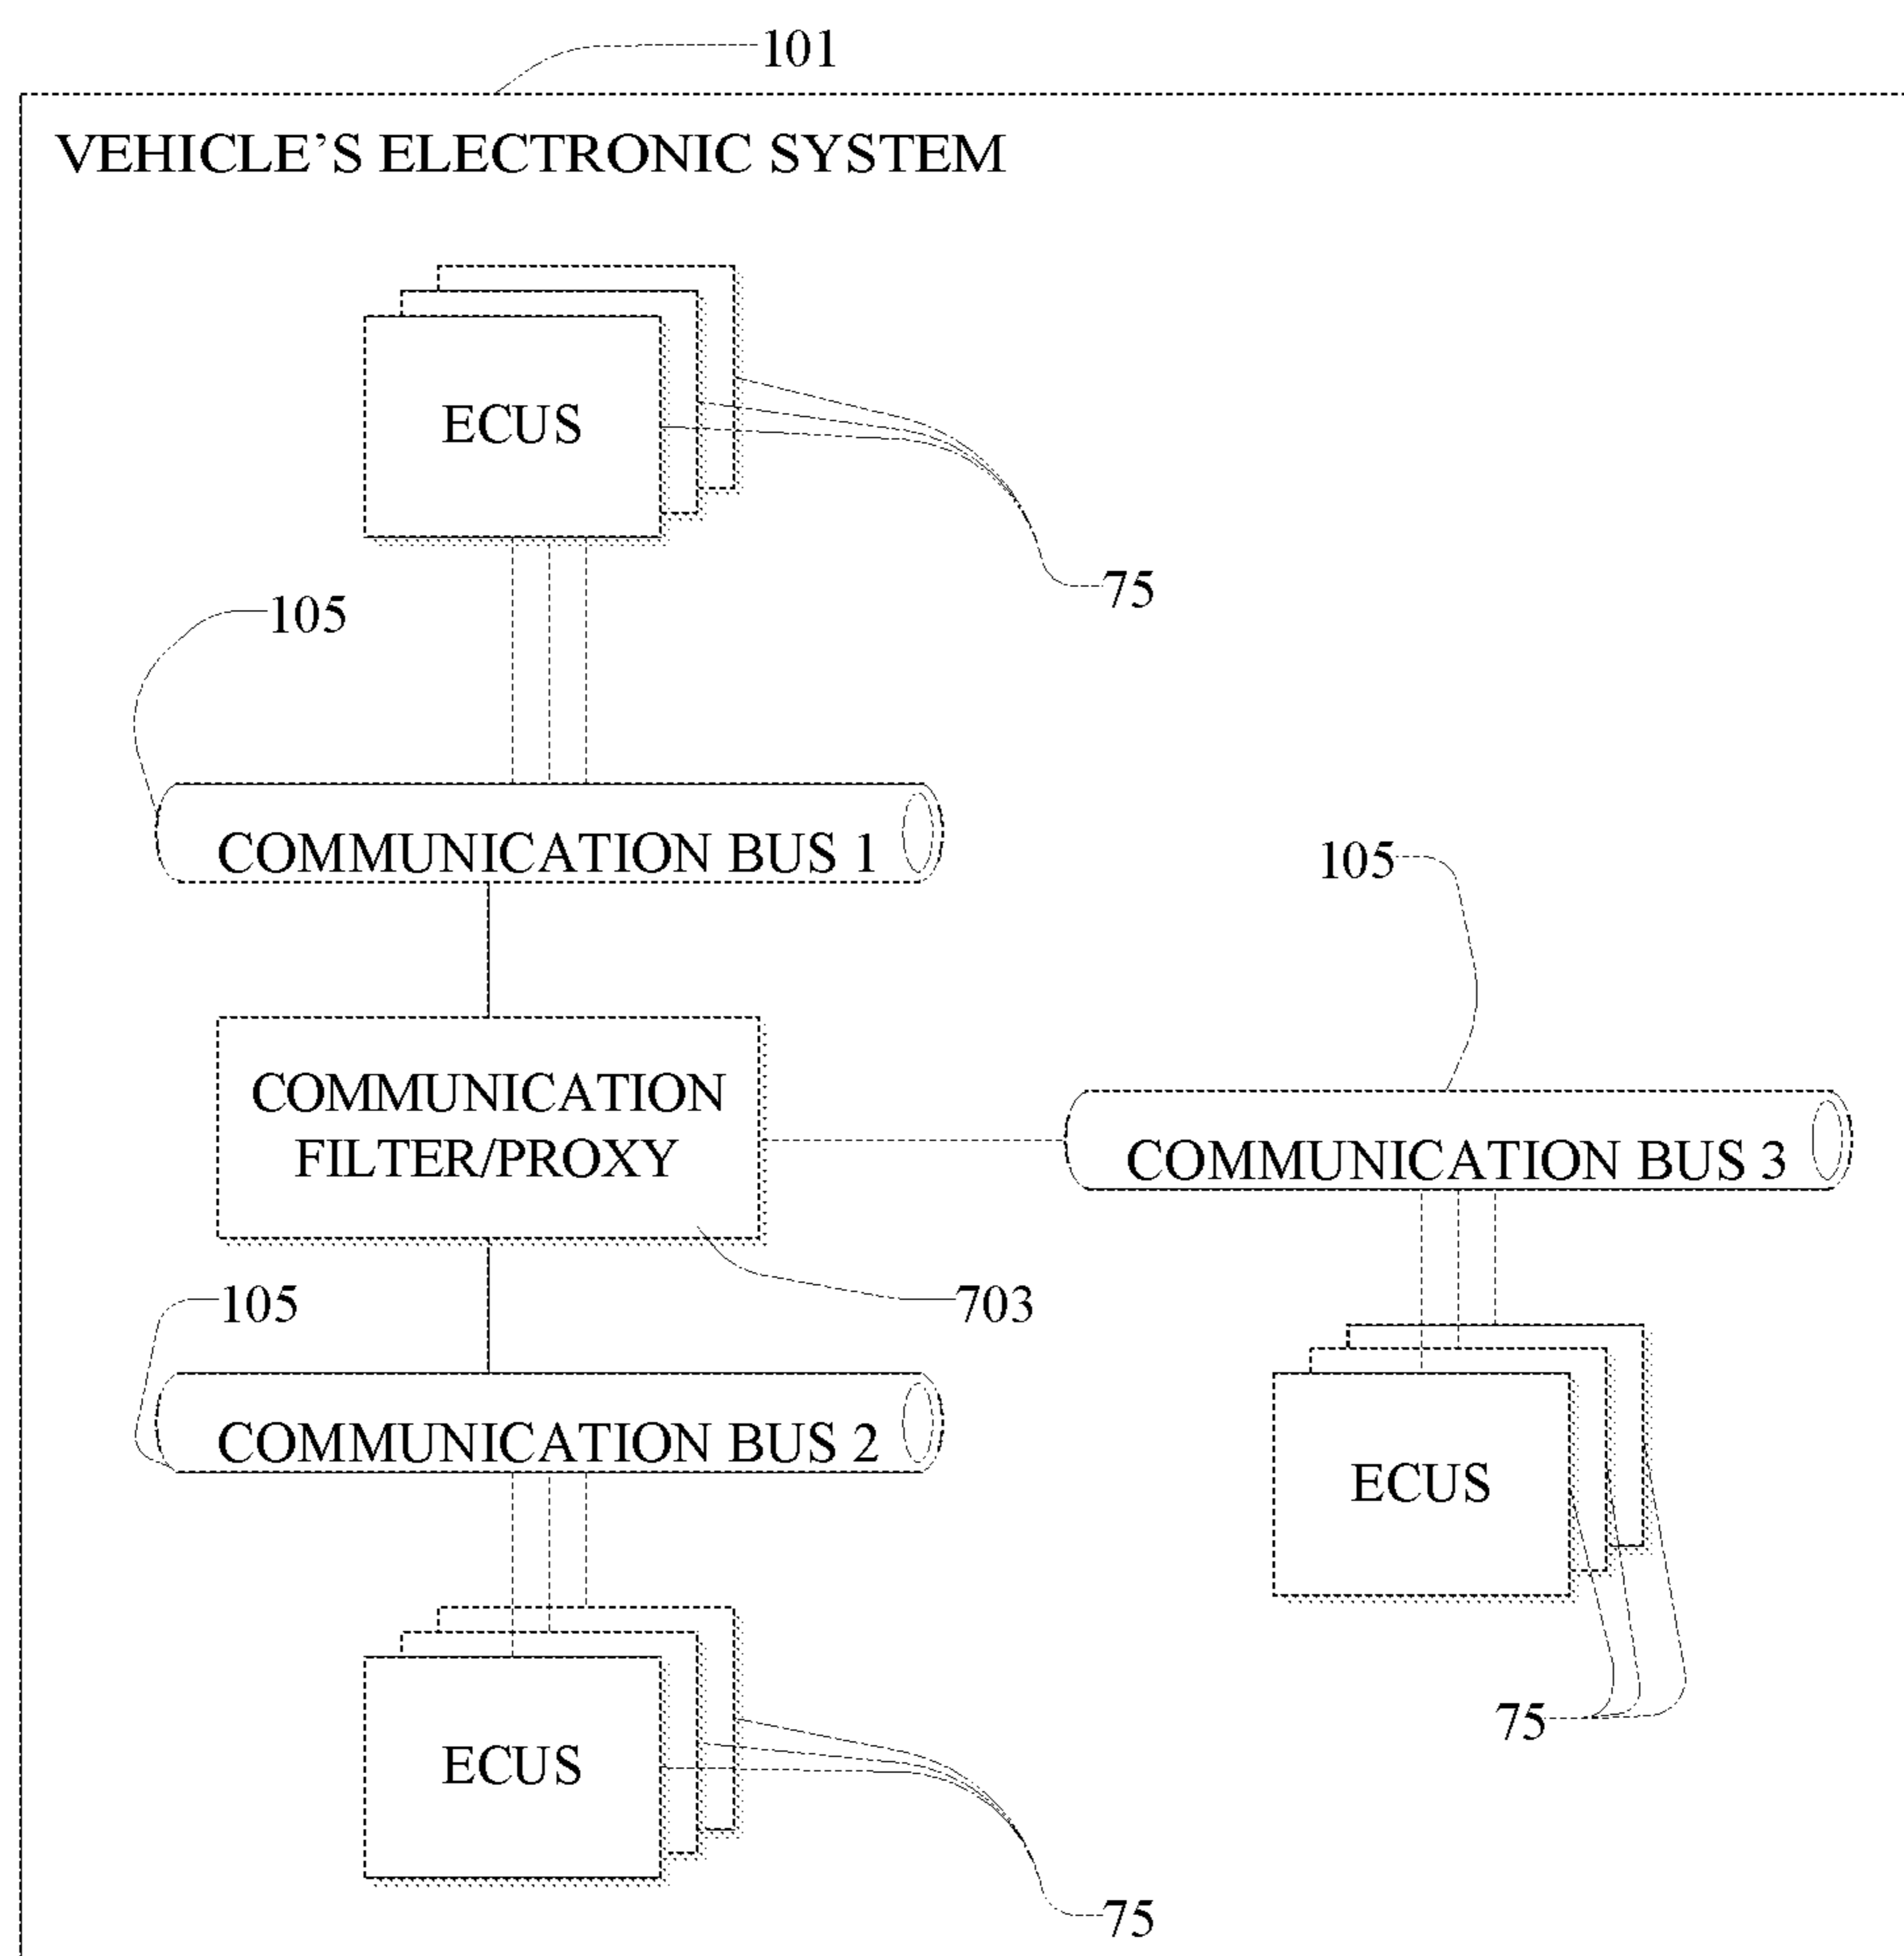 101
VEHICLE’S ELECTRONIC SYSTEM
ECUS
75
105
COMMUNICATION BUS 1
105
COMMUNICATION
FILTER/PROXY
COMMUNICATION BUS 3
703
105
COMMUNICATION BUS 2
ECUS
75
ECUS
75